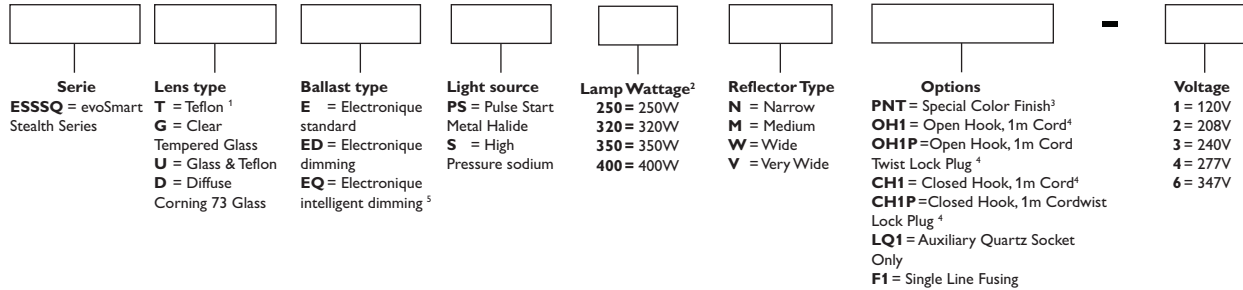 Serie
ESSSQ = evoSmart
Stealth Series
Lens type
T = Teflon ¹
G = Clear
Tempered Glass
U = Glass & Teflon
D = Diffuse
Corning 73 Glass
Ballast type
E = Electronique
standard
ED = Electronique
dimming
EQ = Electronique
intelligent dimming ⁵
Light source
PS = Pulse Start
Metal Halide
S = High
Pressure sodium
Lamp Wattage²
250 = 250W
320 = 320W
350 = 350W
400 = 400W
Reflector Type
N = Narrow
M = Medium
W = Wide
V = Very Wide
Options
PNT = Special Color Finish³
OH1 = Open Hook, 1m Cord⁴
OH1P =Open Hook, 1m Cord
Twist Lock Plug ⁴
CH1 = Closed Hook, 1m Cord⁴
CH1P =Closed Hook, 1m Cordwist
Lock Plug ⁴
LQ1 = Auxiliary Quartz Socket
Only
F1 = Single Line Fusing
-
Voltage
1 = 120V
2 = 208V
3 = 240V
4 = 277V
6 = 347V